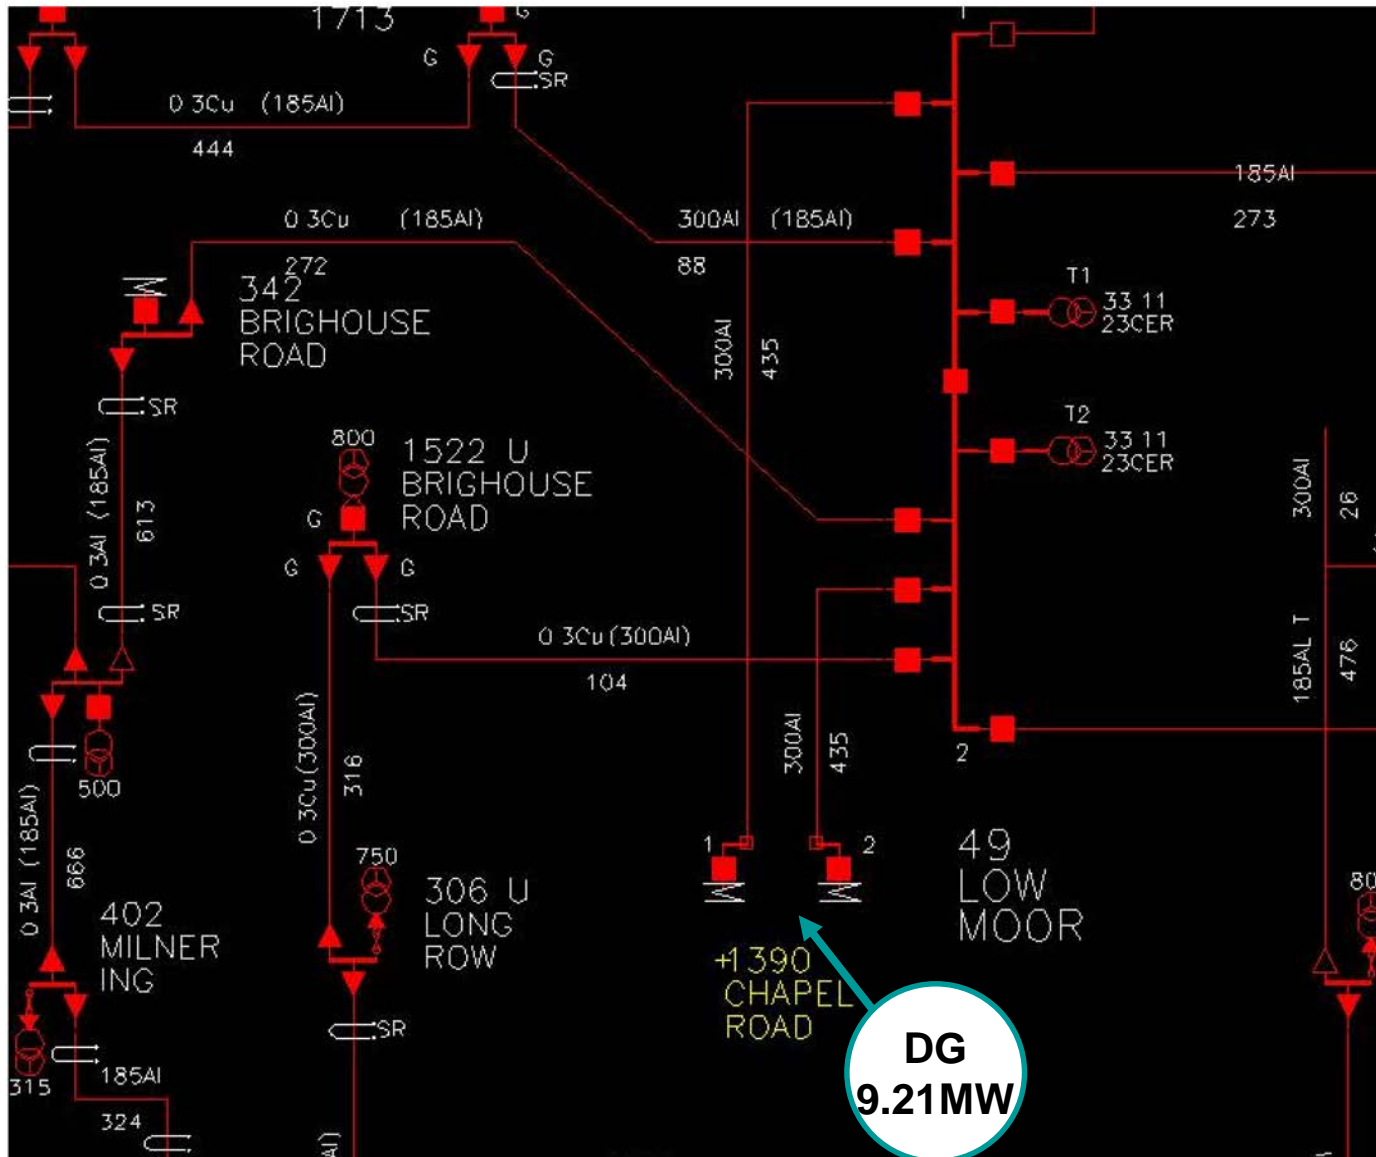 1713
G
G
G
SR
1
0 3Cu (185Al)
444
0 3Cu (185Al)
272
300Al (185Al)
88
185Al
273
T1
33 11
23CER
T2
33 11
23CER
M
342
BRIGHOUSE
ROAD
300Al
435
SR
0 3Al (185Al)
613
SR
800
1522 U
BRIGHOUSE
ROAD
G
G
G
SR
0 3Cu (300Al)
104
300Al
26
185AL T
476
500
0 3Cu (300Al)
316
300Al
435
2
0 3Al (185Al)
666
1
2
M
M
49
LOW
MOOR
750
306 U
LONG
ROW
402
MILNER
ING
+1390
CHAPEL
ROAD
SR
315
185Al
324
DG
9.21MW
80
Al)